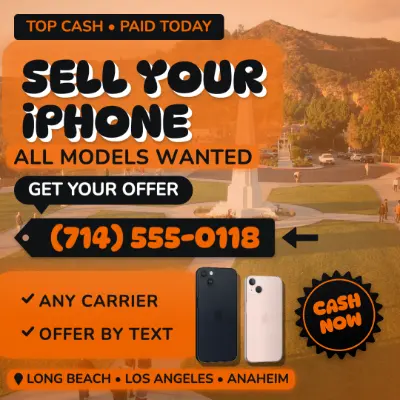 TOP CASH • PAID TODAY
SELL YOUR
iPHONE
ALL MODELS WANTED
GET YOUR OFFER
(714) 555-0118
✓ ANY CARRIER
✓ OFFER BY TEXT
CASH
NOW
LONG BEACH • LOS ANGELES • ANAHEIM